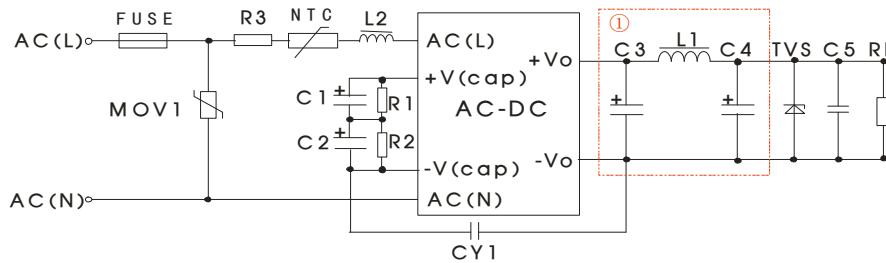 FUSE R3 NTC L2
AC(L) AC(L)
① C3 L1 C4 TVS C5
+Vo
+V(cap)
C1 R1
MOV1 AC-DC
C2 R2
-V(cap) -Vo
AC(N) AC(N)
CY1